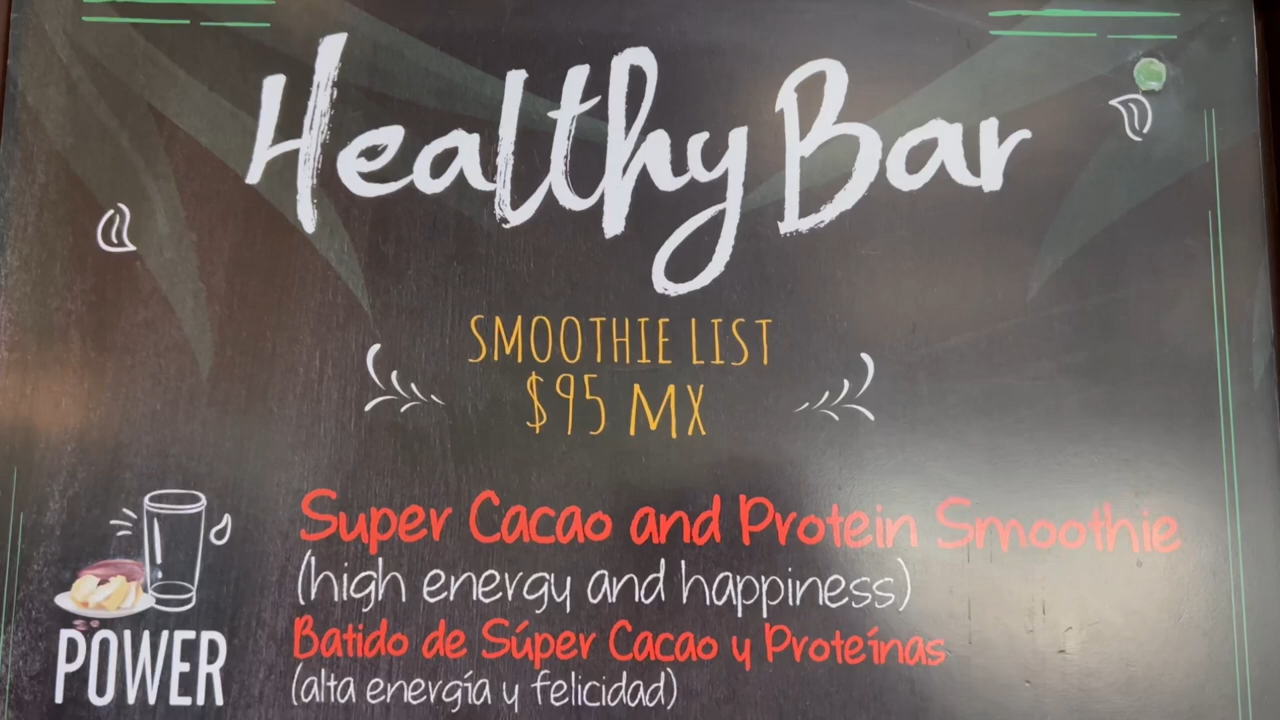 Healthy Bar
SMOOTHIE LIST
$95 MX
Super Cacao and Protein Smoothie
(high energy and happiness)
POWER
Batido de Súper Cacao y Proteínas
(alta energía y felicidad)